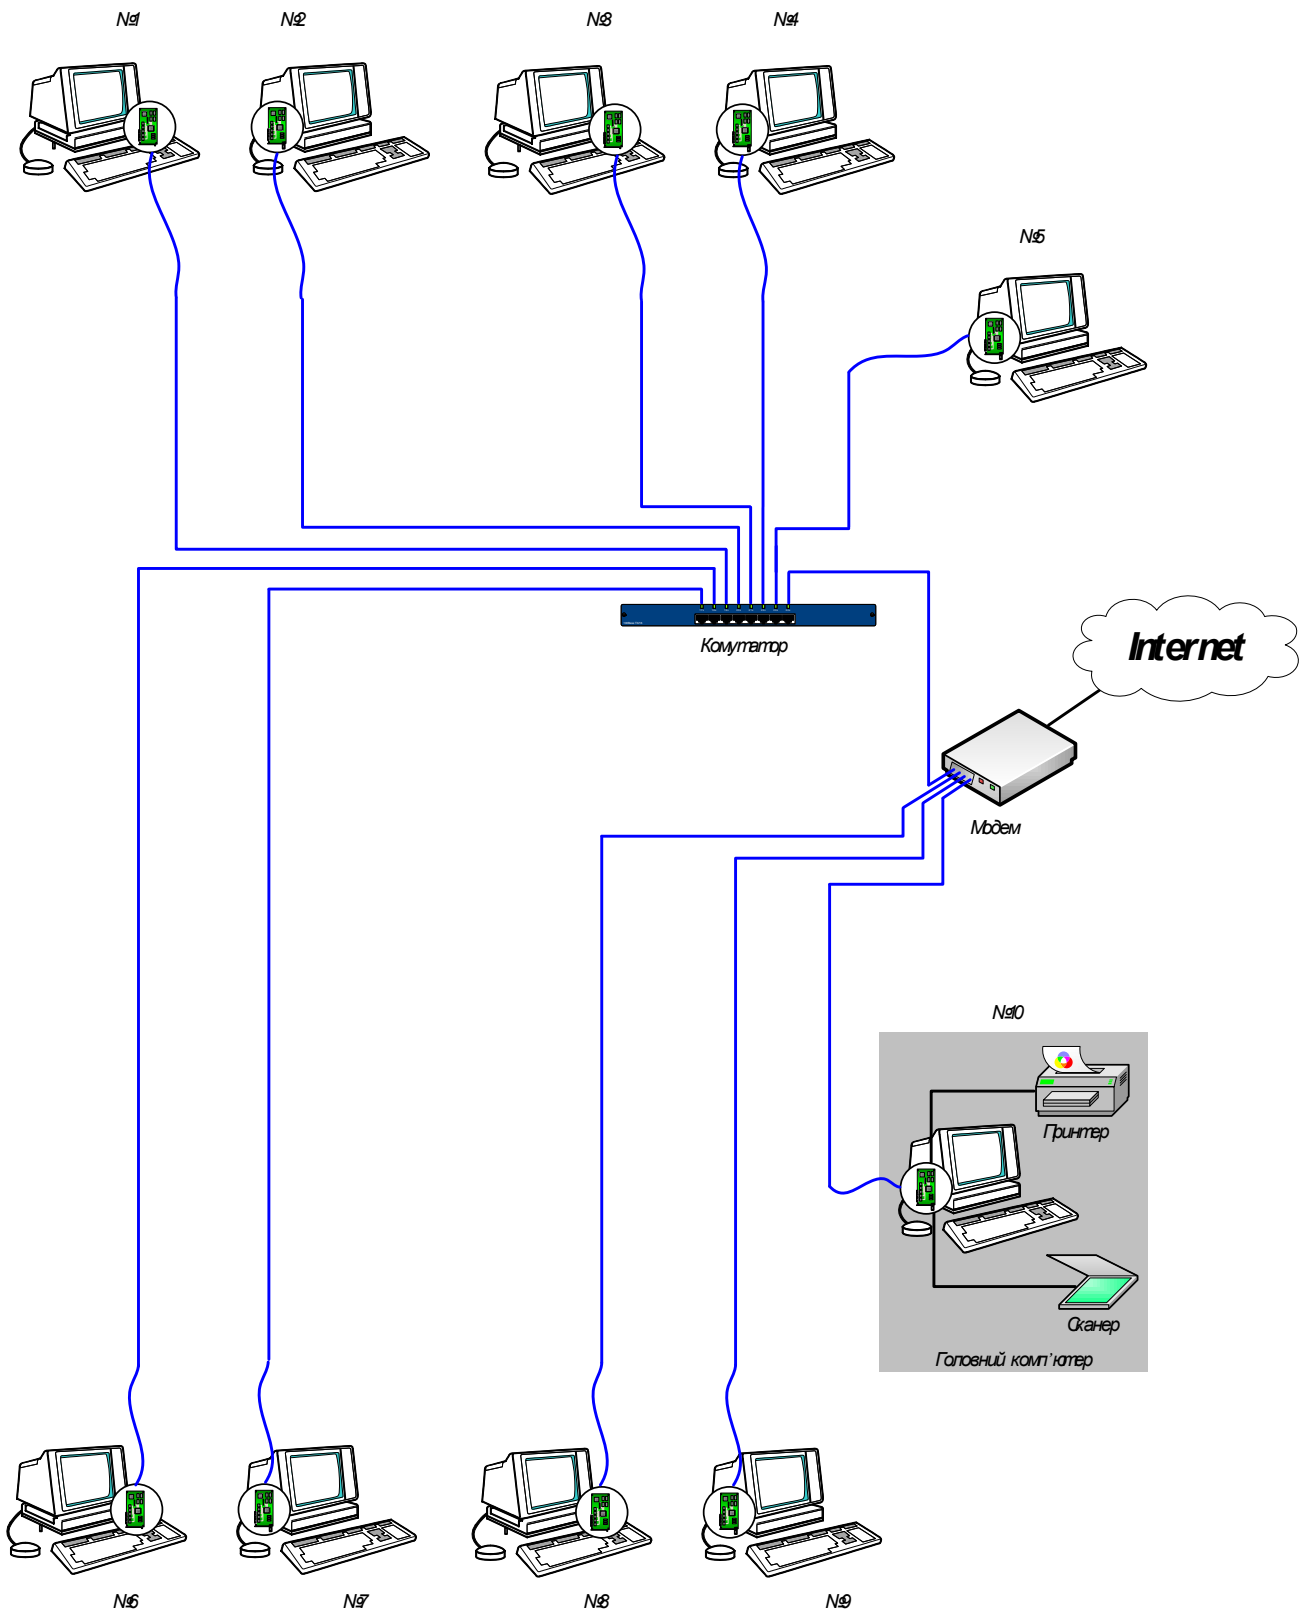 №1
№2
№3
№4
№5
Комутатор
Internet
Модем
№10
Принтер
Сканер
Головний комп’ютер
№6
№7
№8
№9